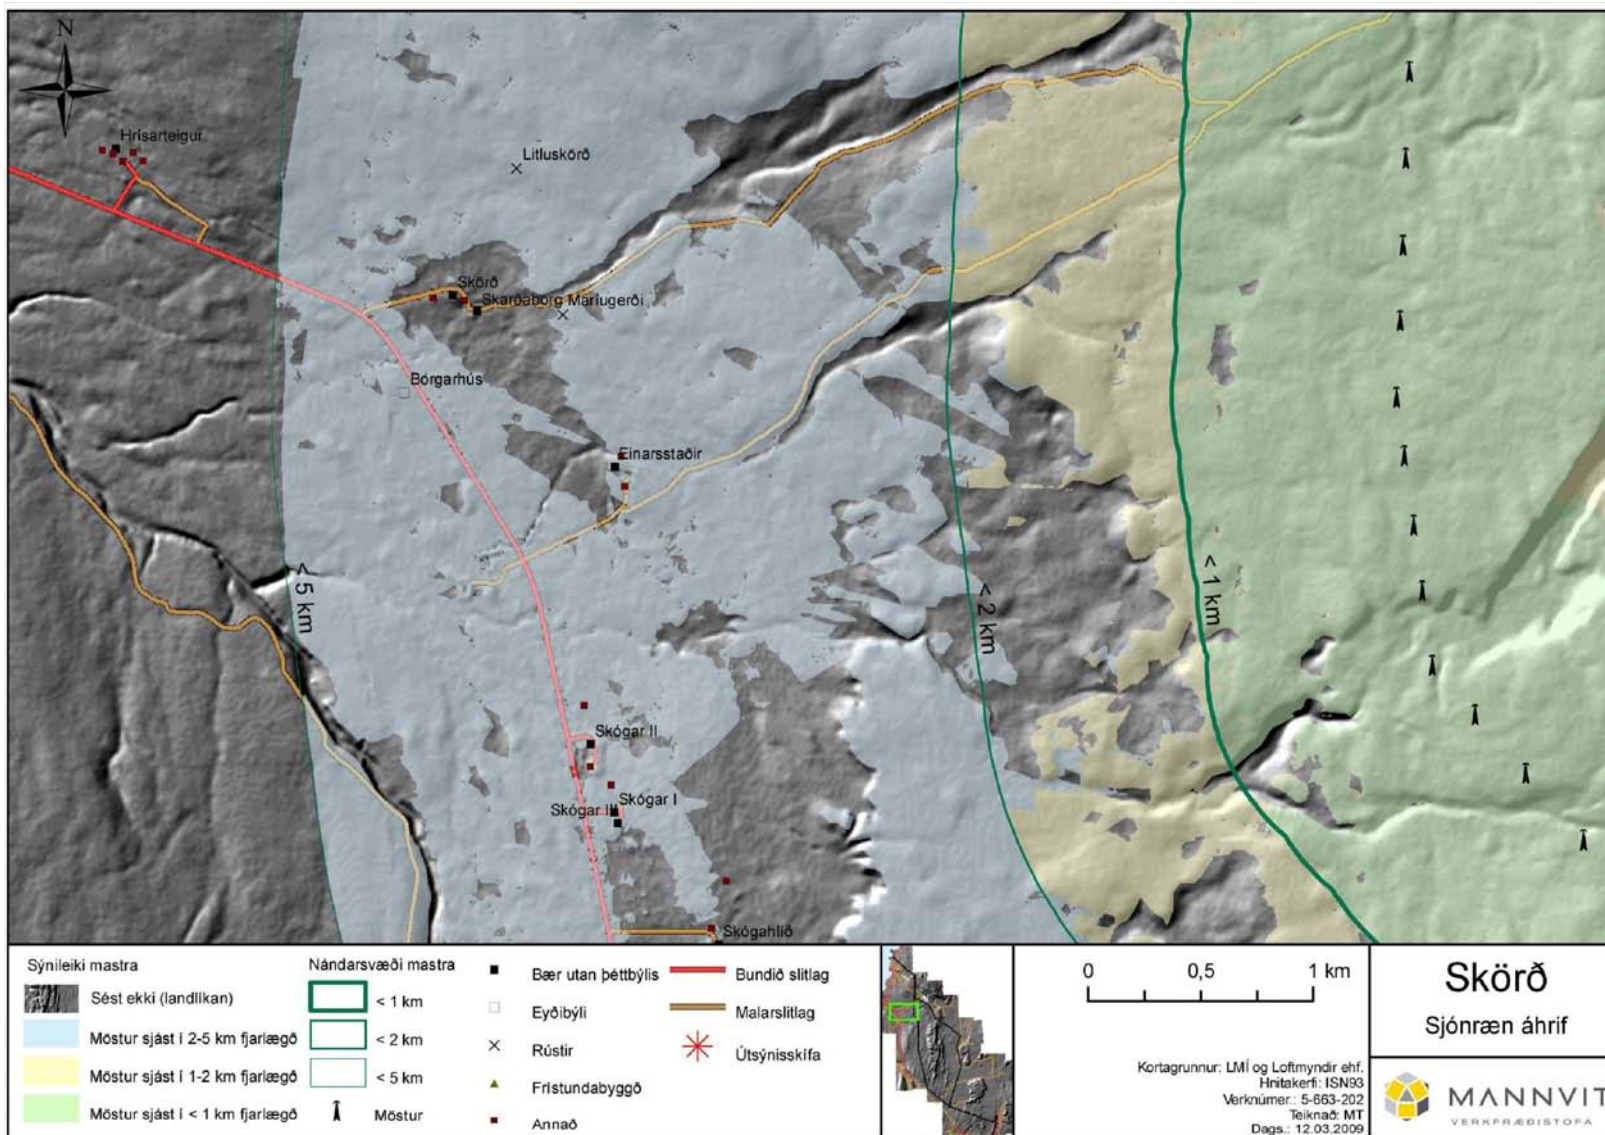 N
Hrísarteigur
Litluskörð
Skörð
Skarðaborg Maríugerði
Borgarhús
Einarsstaðir
< 5 km
< 2 km
< 1 km
Skógar II
Skógar I
Skógar III
Skógahlíð
Sýnileiki mastra
Sést ekki (landlíkan)
Möstur sjást í 2-5 km fjarlægð
Möstur sjást í 1-2 km fjarlægð
Möstur sjást í < 1 km fjarlægð
Nándarsvæði mastra
< 1 km
< 2 km
< 5 km
Möstur
Bær utan þéttbýlis
Eyðibýli
Rústir
Frístundabyggð
Annað
Bundið slitlag
Malarslitlag
Útsýnisskífa
0 0,5 1 km
Kortagrunnur: LMÍ og Loftmyndir ehf.
Hnitakerfi: ISN93
Verknúmer.: 5-663-202
Teiknað: MT
Dags.: 12.03.2009
Skörð
Sjónræn áhrif
MANNVIT
VERKFRÆÐISTOFA